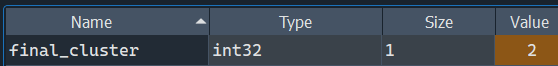 Name Type Size Value
final_cluster int32 1 2